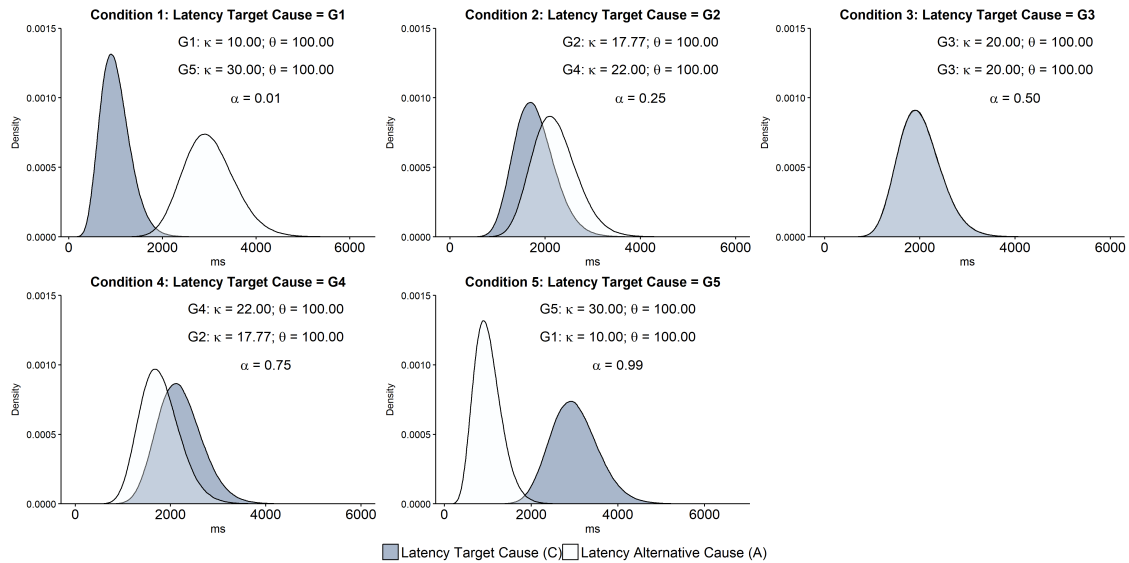 Condition 1: Latency Target Cause = G1
G1: κ = 10.00; θ = 100.00
G5: κ = 30.00; θ = 100.00
α = 0.01
0.0015
0.0010
0.0005
0.0000
Density
0 2000 4000 6000
ms
Condition 2: Latency Target Cause = G2
G2: κ = 17.77; θ = 100.00
G4: κ = 22.00; θ = 100.00
α = 0.25
0.0015
0.0010
0.0005
0.0000
Density
0 2000 4000 6000
ms
Condition 3: Latency Target Cause = G3
G3: κ = 20.00; θ = 100.00
G3: κ = 20.00; θ = 100.00
α = 0.50
0.0015
0.0010
0.0005
0.0000
Density
0 2000 4000 6000
ms
Condition 4: Latency Target Cause = G4
G4: κ = 22.00; θ = 100.00
G2: κ = 17.77; θ = 100.00
α = 0.75
0.0015
0.0010
0.0005
0.0000
Density
0 2000 4000 6000
ms
Condition 5: Latency Target Cause = G5
G5: κ = 30.00; θ = 100.00
G1: κ = 10.00; θ = 100.00
α = 0.99
0.0015
0.0010
0.0005
0.0000
Density
0 2000 4000 6000
ms
Latency Target Cause (C) Latency Alternative Cause (A)